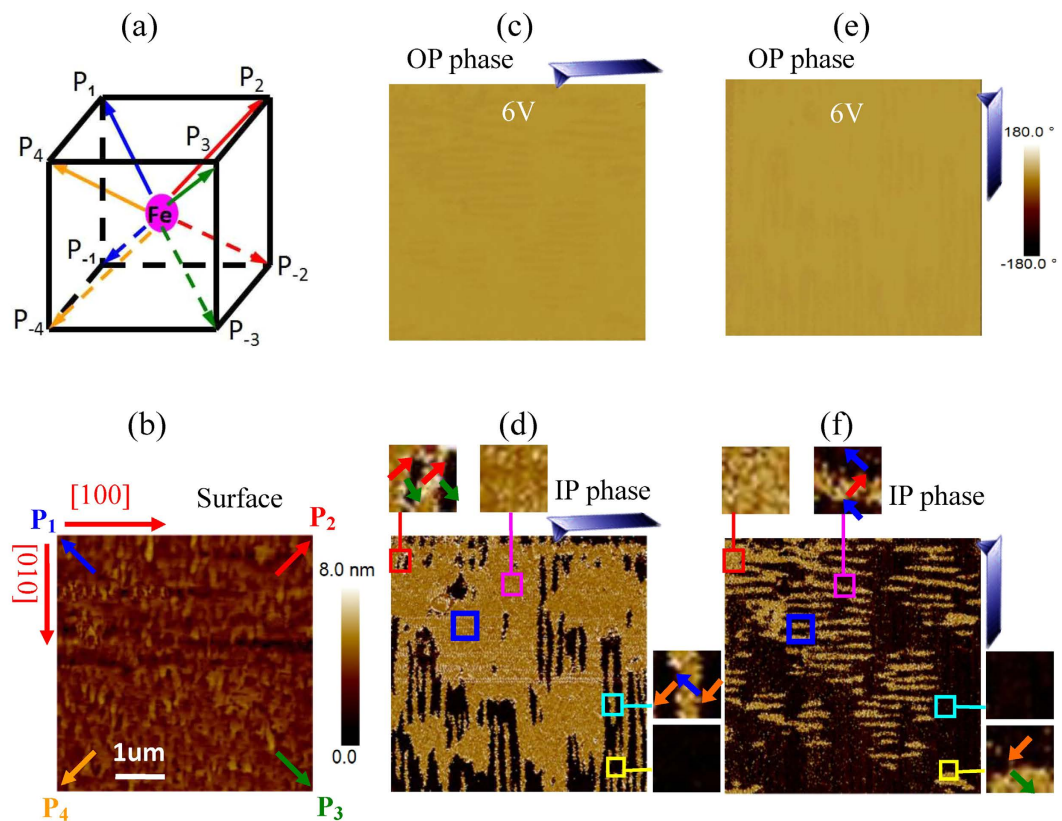 (a)
P1
P2
P3
P4
Fe
P-1
P-2
P-4
P-3
(c)
OP phase
6V
(e)
OP phase
6V
180.0 °
-180.0 °
(b)
[100]
Surface
P1
P2
[010]
8.0 nm
0.0
1um
P4
P3
(d)
IP phase
(f)
IP phase